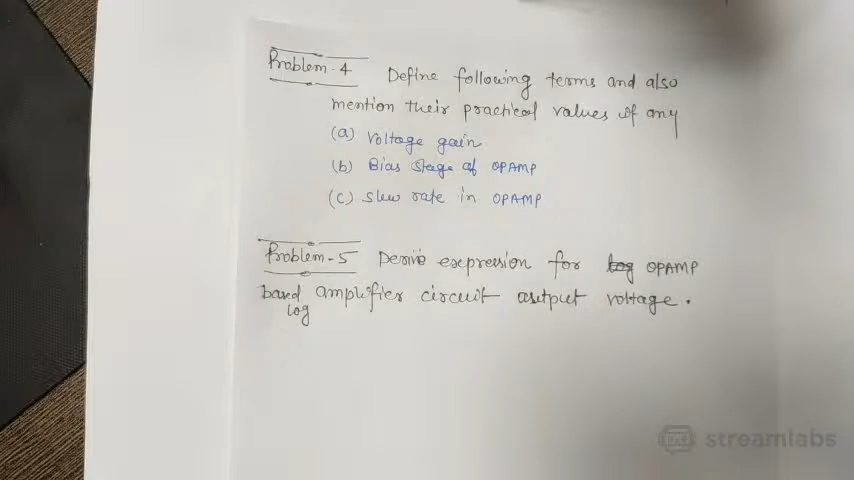 Problem-4 Define following terms and also
mention their practical values if any
(a) Voltage gain
(b) Bias stage of OPAMP
(c) Slew rate in OPAMP
Problem-5 Derive expression for log OPAMP
based amplifier circuit output voltage.
log
streamlabs